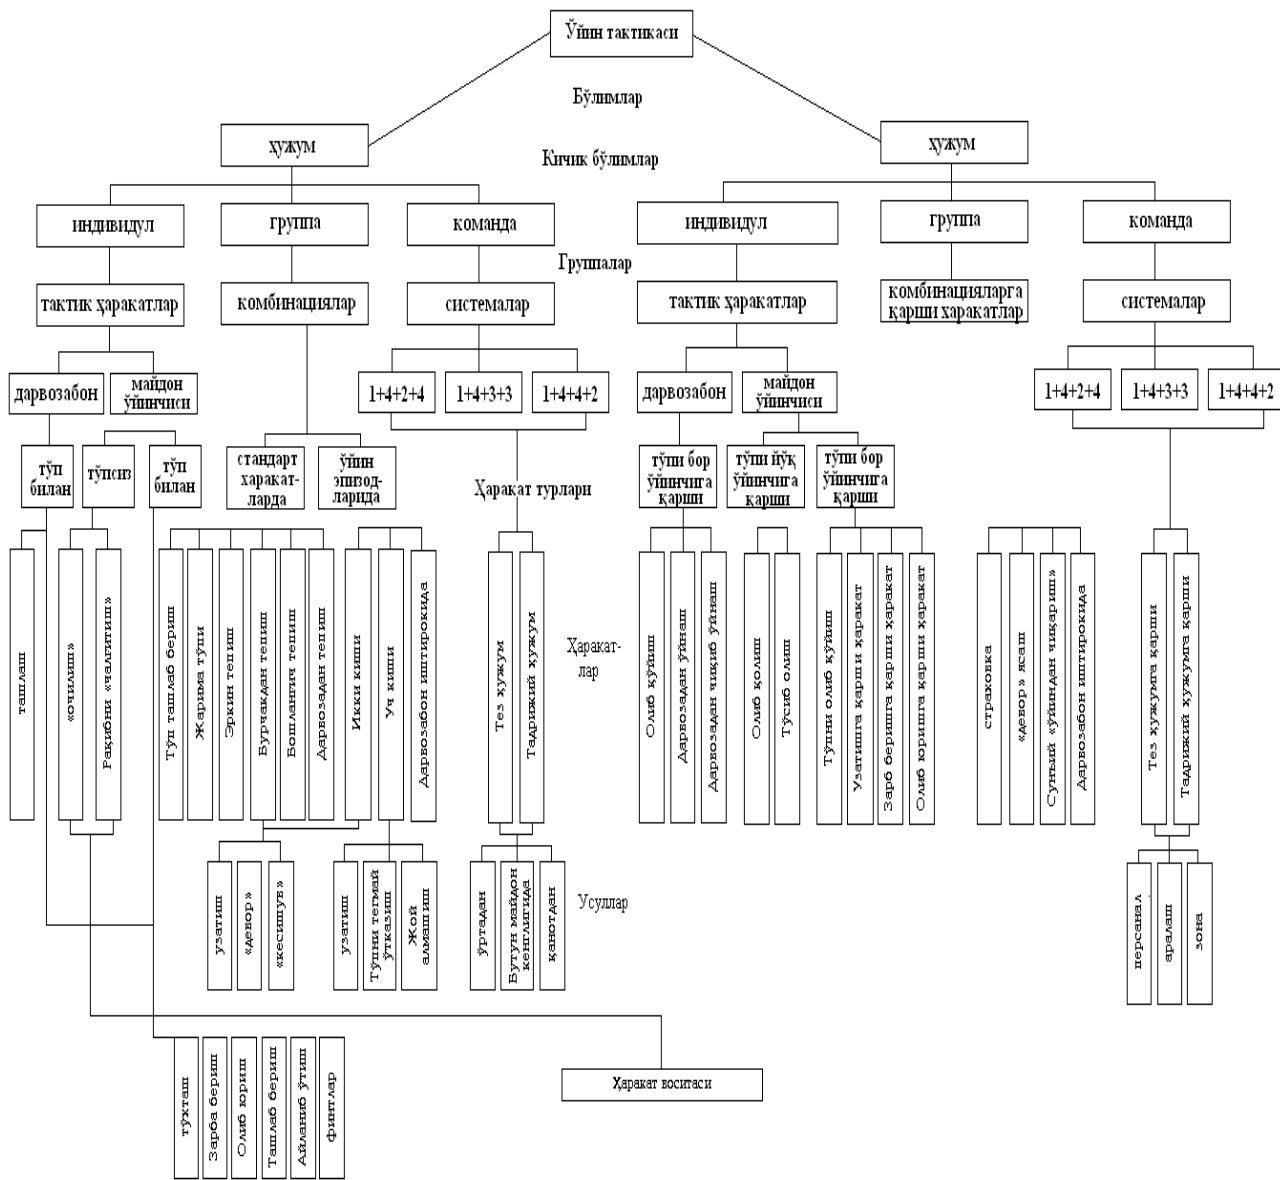 Ўйин тактикаси
Бўлимлар
ҳужум
ҳужум
Кичик бўлимлар
индивидул
группа
команда
индивидул
группа
команда
Группалар
тактик ҳаракатлар
комбинациялар
системалар
тактик ҳаракатлар
комбинацияларга
қарши харакатлар
системалар
дарвозабон
майдон
ўйинчиси
1+4+2+4
1+4+3+3
1+4+4+2
дарвозабон
майдон
ўйинчиси
1+4+2+4
1+4+3+3
1+4+4+2
тўп
билан
тўпсиз
тўп
билан
стандарт
харакат-
ларда
ўйин
эпизод-
ларида
Ҳаракат турлари
тўпи бор
ўйинчига
қарши
тўпи йўқ
ўйинчига
қарши
тўпи бор
ўйинчига
қарши
ташлаш
«очилиш»
Рақибни «чалғитиш»
Тўп ташлаб бериш
Жарима тўпи
Эркин тепиш
Бурчакдан тепиш
Бошланғич тепиш
Дарвозадан тепиш
Икки киши
Уч киши
Дарвозабон иштирокида
Тез ҳужум
Тадрижий ҳужум
Ҳаракат-
лар
Олиб қўйиш
Дарвозадан ўйнаш
Дарвозадан чиқиб ўйнаш
Олиб қолиш
Тўсиб олиш
Тўпни олиб қўйиш
Узатишга қарши ҳаракат
Зарб беришга қарши ҳаракат
Олиб юришга қарши ҳаракат
страховка
«девор» ясаш
Сунъий «ўйиндан чиқариш»
Дарвозабон иштирокида
Тез ҳужумга қарши
Тадрижий ҳужумга қарши
узатиш
«девор»
«кесишув»
узатиш
Тўпни тегмай
ўтказиш
Жой
алмашиш
ўртадан
Бутун майдон
кенглигида
қанотдан
Усуллар
персанал
аралаш
зона
тўхташ
Зарба бериш
Олиб юриш
Ташлаб бериш
Айланиб ўтиш
финтлар
Ҳаракат воситаси